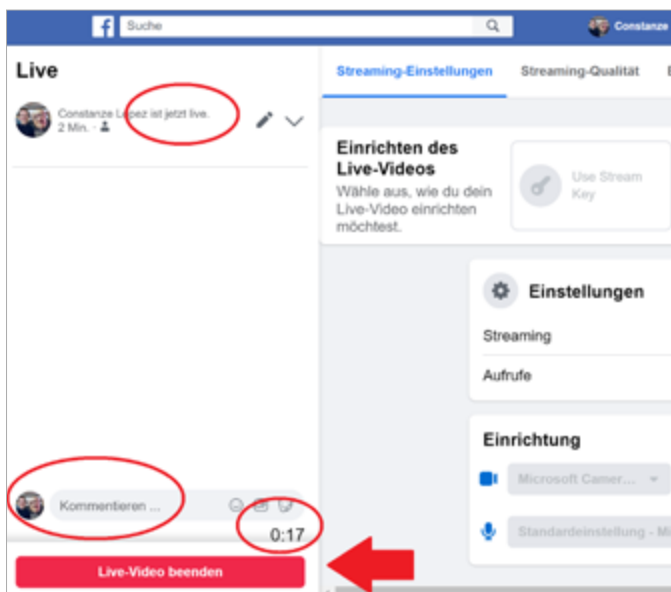 Suche
Constanze
Live
Constanze Lopez ist jetzt live.
2 Min. ·
Kommentieren ...
0:17
Live-Video beenden
Streaming-Einstellungen
Streaming-Qualität
Einrichten des
Live-Videos
Wähle aus, wie du dein
Live-Video einrichten
möchtest.
Use Stream
Key
Einstellungen
Streaming
Aufrufe
Einrichtung
Microsoft Camer...
Standardeinstellung - Mi